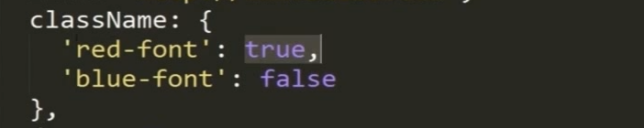 className: {
'red-font': true,
'blue-font': false
},